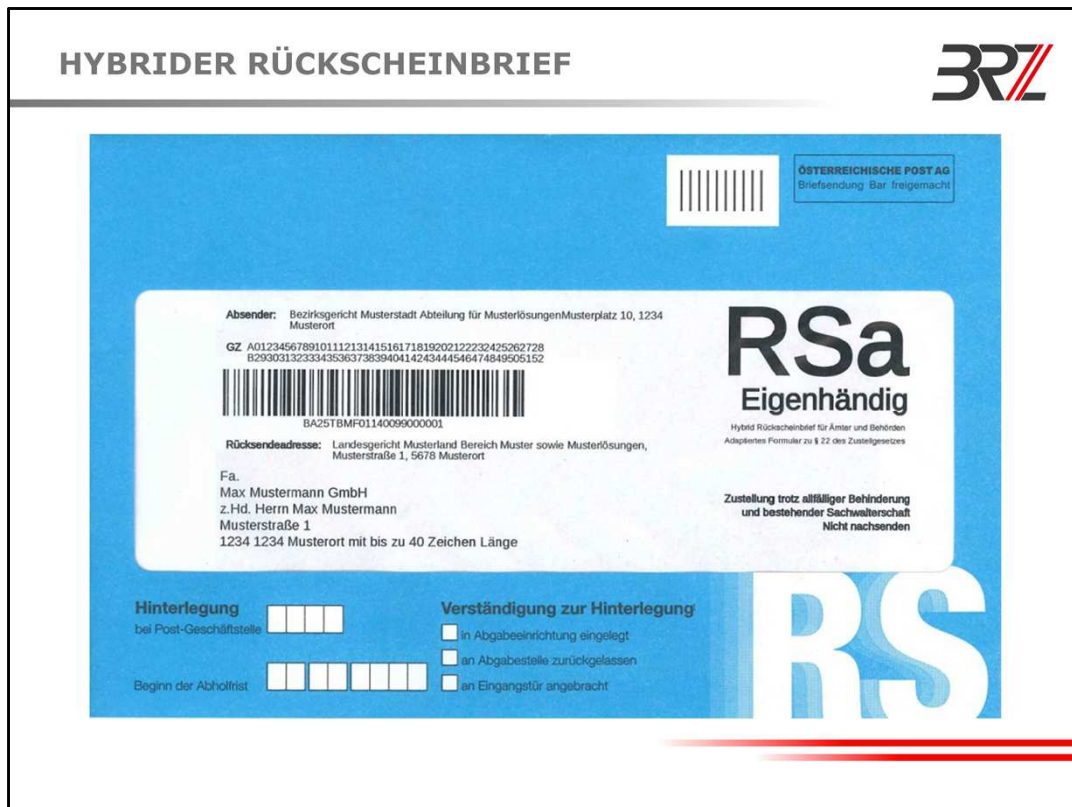 HYBRIDER RÜCKSCHEINBRIEF
BRZ
ÖSTERREICHISCHE POST AG
Briefsendung Bar freigemacht
Absender: Bezirksgericht Musterstadt Abteilung für MusterlösungenMusterplatz 10, 1234
Musterort
GZ A012345678910111213141516171819202122232425262728
B293031323334353637383940414243444546474849505152
BA25TBMF01140099000001
Rücksendeadresse: Landesgericht Musterland Bereich Muster sowie Musterlösungen,
Musterstraße 1, 5678 Musterort
Fa.
Max Mustermann GmbH
z.Hd. Herrn Max Mustermann
Musterstraße 1
1234 1234 Musterort mit bis zu 40 Zeichen Länge
RSa
Eigenhändig
Hybrid Rückscheinbrief für Ämter und Behörden
Adaptiertes Formular zu § 22 des Zustellgesetzes
Zustellung trotz allfälliger Behinderung
und bestehender Sachwalterschaft
Nicht nachsenden
Hinterlegung
bei Post-Geschäftstelle
Beginn der Abholfrist
Verständigung zur Hinterlegung
in Abgabeeinrichtung eingelegt
an Abgabestelle zurückgelassen
an Eingangstür angebracht
RS